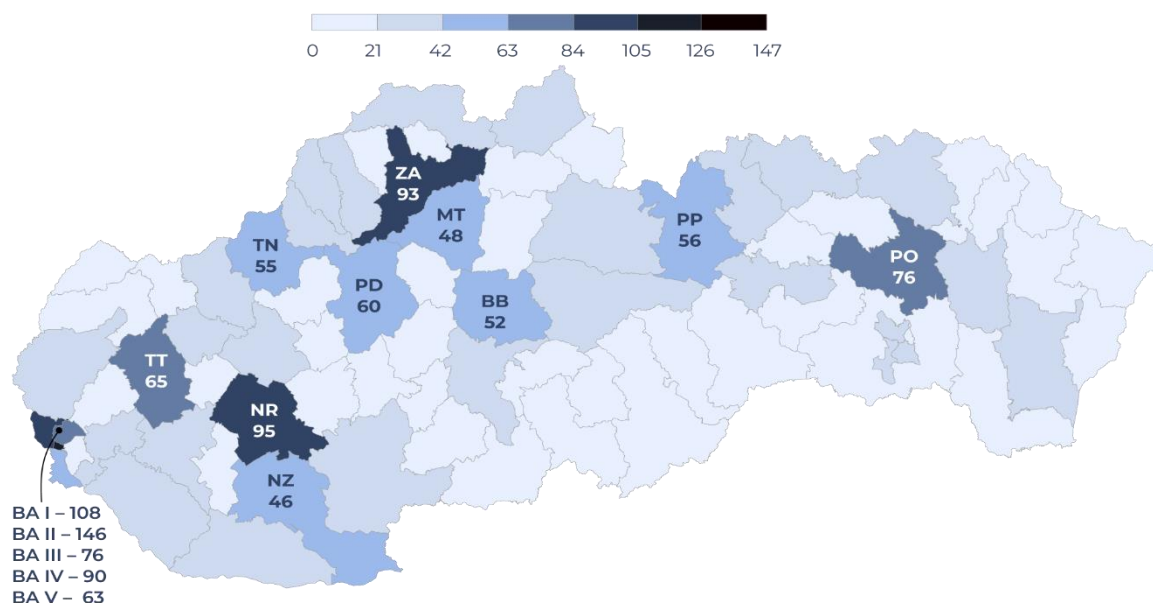 0 21 42 63 84 105 126 147
ZA
93
MT
48
TN
55
PP
56
PO
76
PD
60
BB
52
TT
65
NR
95
NZ
46
BA I – 108
BA II – 146
BA III – 76
BA IV – 90
BA V – 63